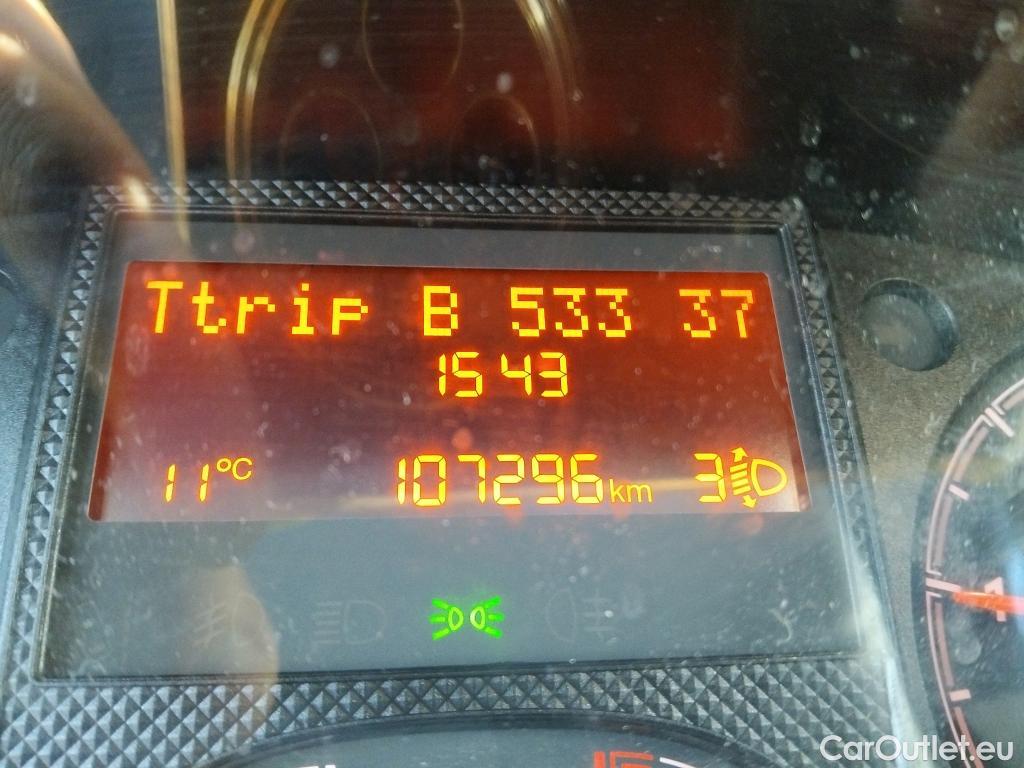 Ttrip B 533 37
15 43
11°C 107296km 3
CarOutlet.eu